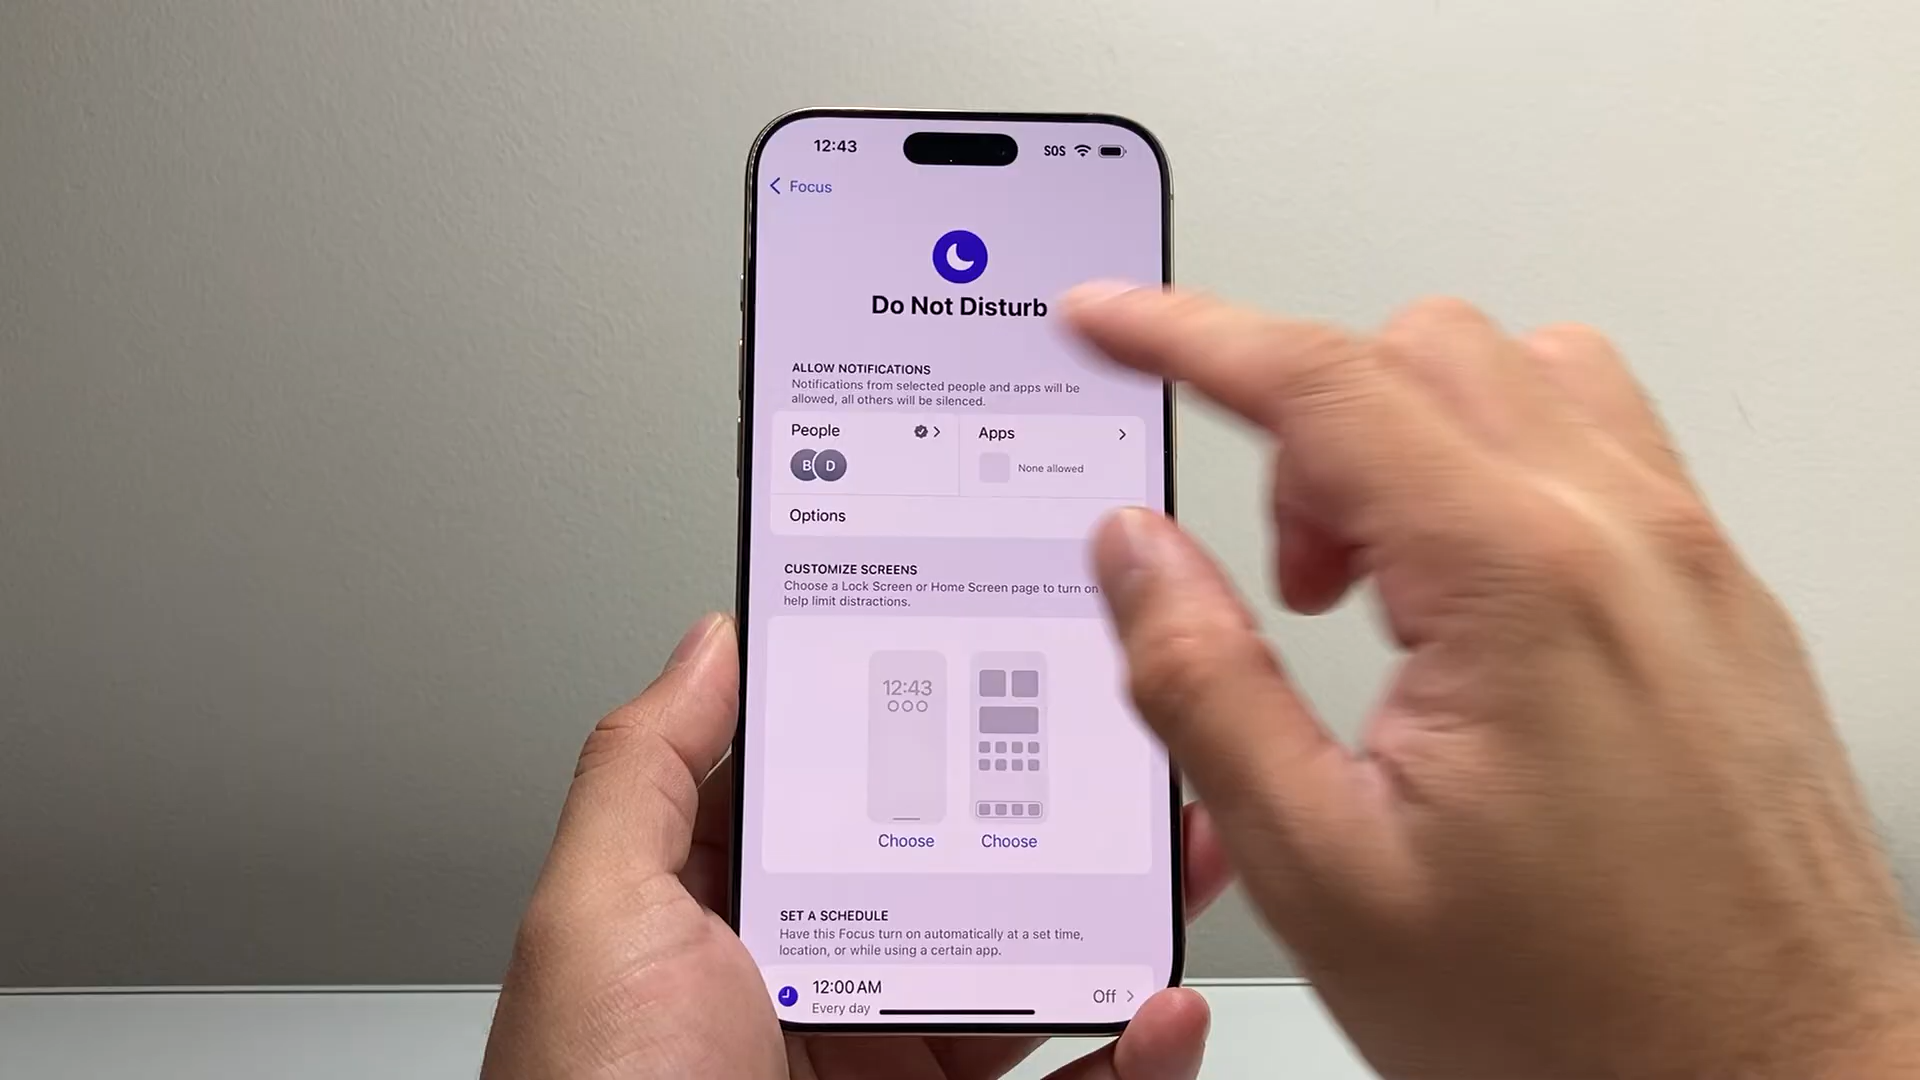 12:43
SOS
Focus
Do Not Disturb
ALLOW NOTIFICATIONS
Notifications from selected people and apps will be
allowed, all others will be silenced.
People
B D
Apps
None allowed
Options
CUSTOMIZE SCREENS
Choose a Lock Screen or Home Screen page to turn on
help limit distractions.
12:43
Choose
Choose
SET A SCHEDULE
Have this Focus turn on automatically at a set time,
location, or while using a certain app.
12:00 AM
Every day
Off